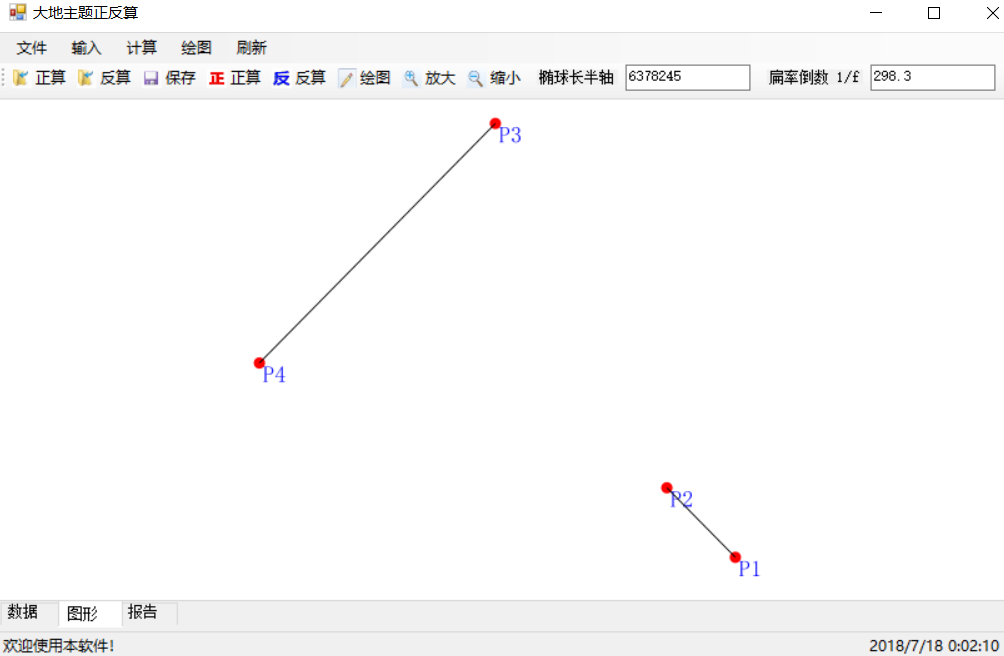 大地主题正反算
文件 输入 计算 绘图 刷新
正算 反算 保存 正 正算 反 反算 绘图 放大 缩小 椭球长半轴 6378245 扁率倒数 1/f 298.3
P3
P4
P2
P1
数据 图形 报告
欢迎使用本软件! 2018/7/18 0:02:10